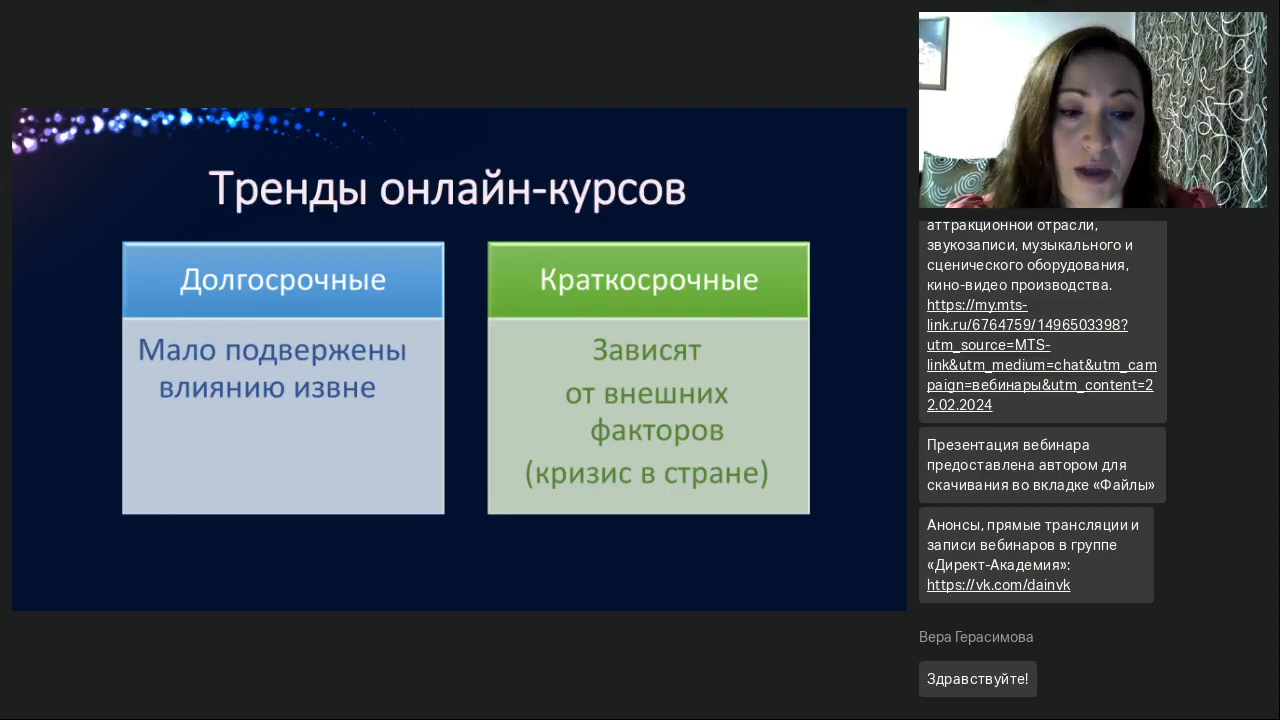 Тренды онлайн-курсов
Долгосрочные
Мало подвержены
влиянию извне
Краткосрочные
Зависят
от внешних
факторов
(кризис в стране)
аттракционной отрасли,
звукозаписи, музыкального и
сценического оборудования,
кино-видео производства.
https://my.mts-
link.ru/6764759/1496503398?
utm_source=MTS-
link&utm_medium=chat&utm_cam
paign=вебинары&utm_content=2
2.02.2024
Презентация вебинара
предоставлена автором для
скачивания во вкладке «Файлы»
Анонсы, прямые трансляции и
записи вебинаров в группе
«Директ-Академия»:
https://vk.com/dainvk
Вера Герасимова
Здравствуйте!